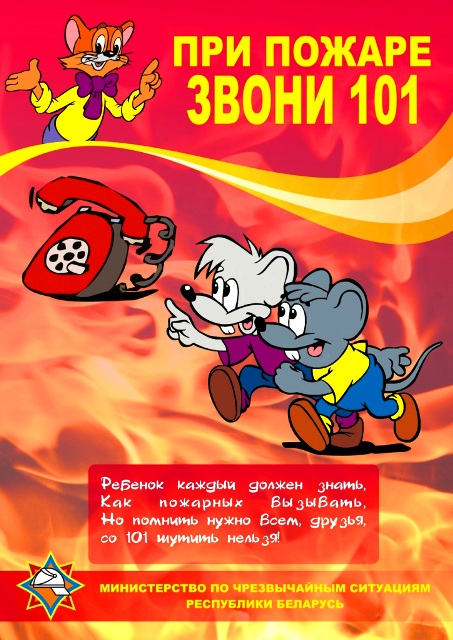 ПРИ ПОЖАРЕ
ЗВОНИ 101
Ребенок каждый должен знать,
Как пожарных вызывать,
Но помнить нужно всем, друзья,
со 101 шутить нельзя!
МИНИСТЕРСТВО ПО ЧРЕЗВЫЧАЙНЫМ СИТУАЦИЯМ
РЕСПУБЛИКИ БЕЛАРУСЬ